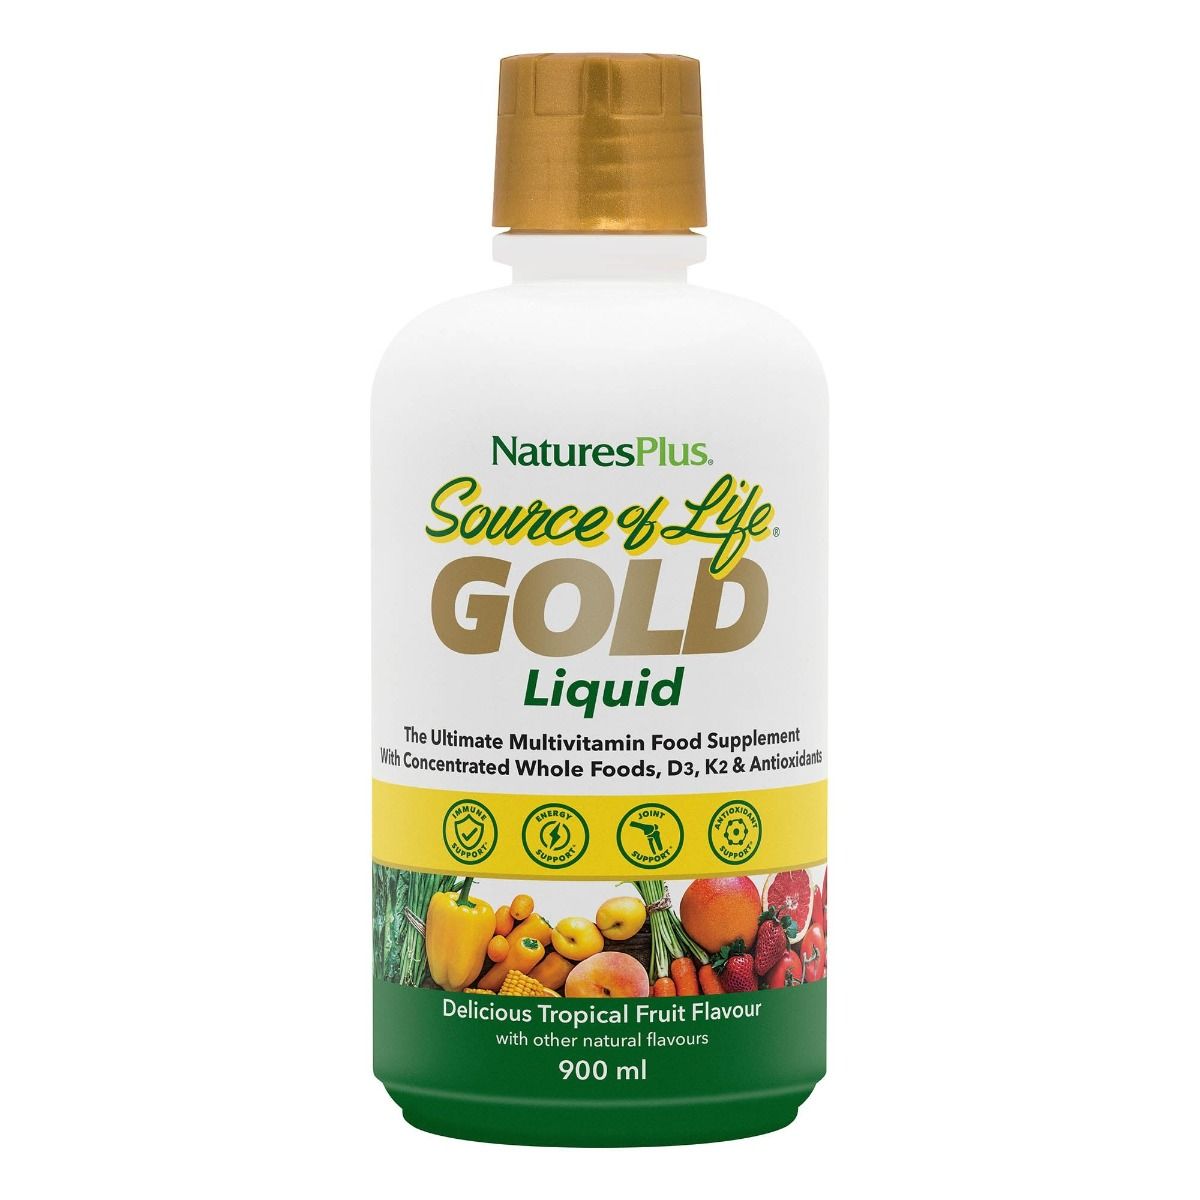 NaturesPlus®
Source of Life®
GOLD
Liquid
The Ultimate Multivitamin Food Supplement
With Concentrated Whole Foods, D3, K2 & Antioxidants
IMMUNE SUPPORT*
ENERGY SUPPORT*
JOINT SUPPORT*
ANTIOXIDANT SUPPORT*
Delicious Tropical Fruit Flavour
with other natural flavours
900 ml